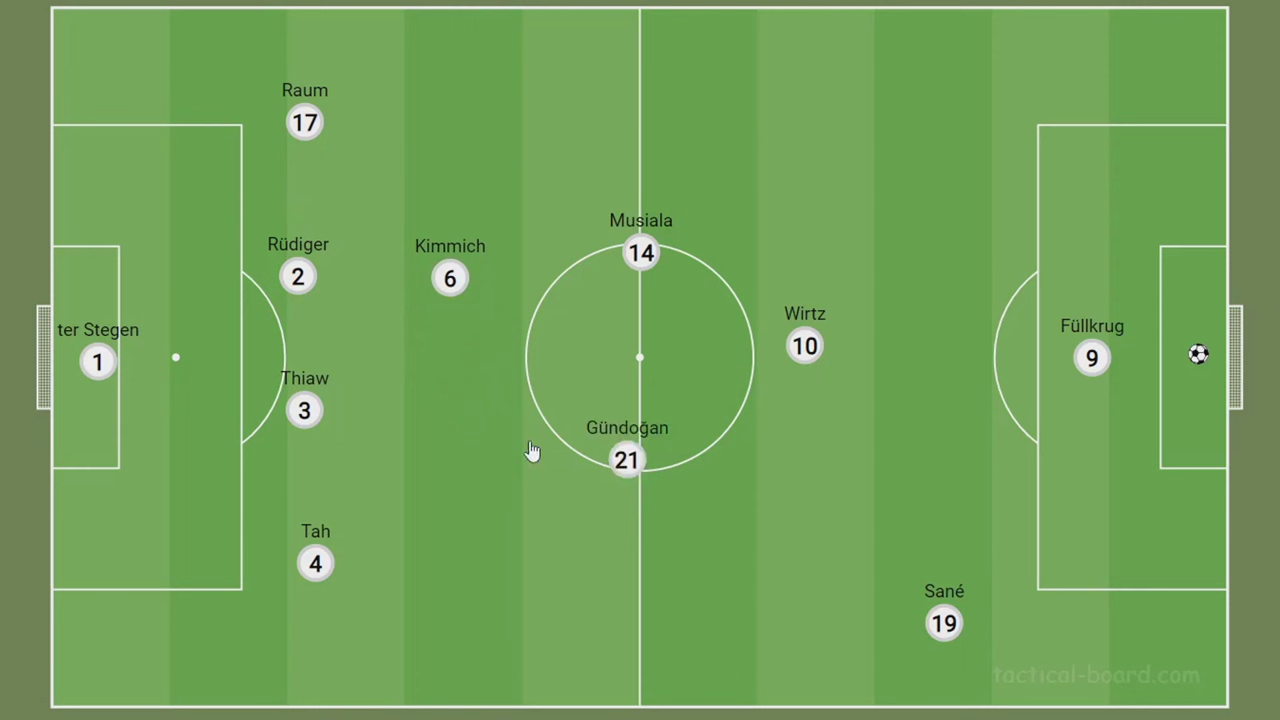 Raum
17
Musiala
14
Rüdiger
2
Kimmich
6
Wirtz
10
ter Stegen
1
Füllkrug
9
Thiaw
3
Gündoğan
21
Tah
4
Sané
19
tactical-board.com